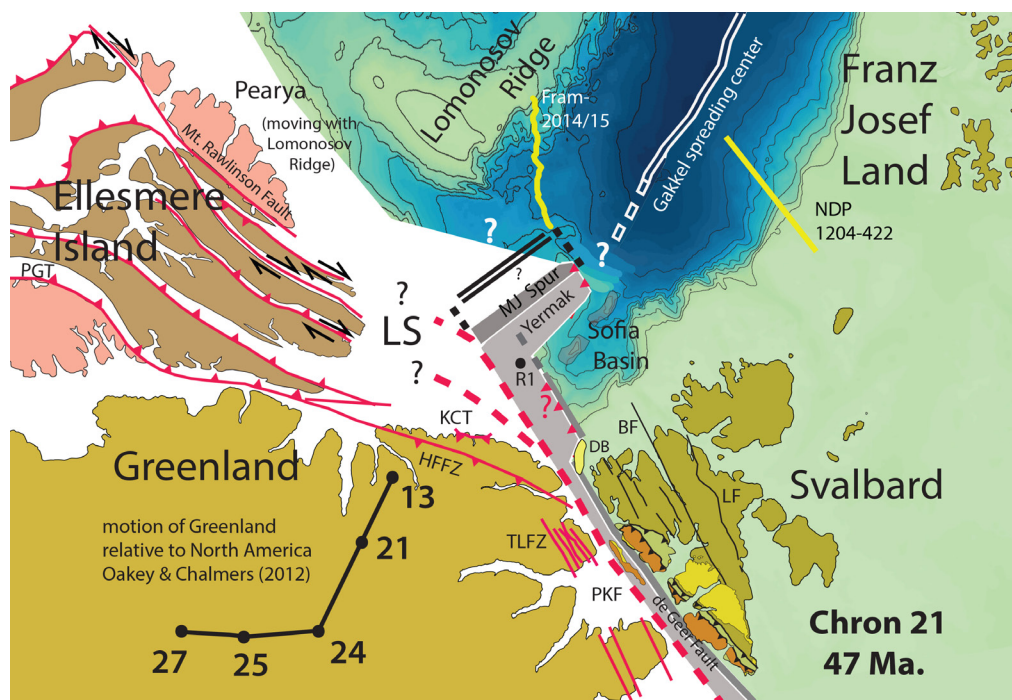 Lomonosov
Ridge
Gakkel spreading center
Franz
Josef
Land
Pearya
(moving with
Lomonosov
Ridge)
Fram-
2014/15
Mt. Rawlinson Fault
NDP
1204-422
Ellesmere
Island
PGT
?
?
?
?
MJ Spur
Yermak
LS
Sofia
Basin
?
R1
?
KCT
DB
BF
HFFZ
LF
Greenland
Svalbard
13
motion of Greenland
relative to North America
Oakey & Chalmers (2012)
21
TLFZ
PKF
de Geer Fault
27
25
24
Chron 21
47 Ma.